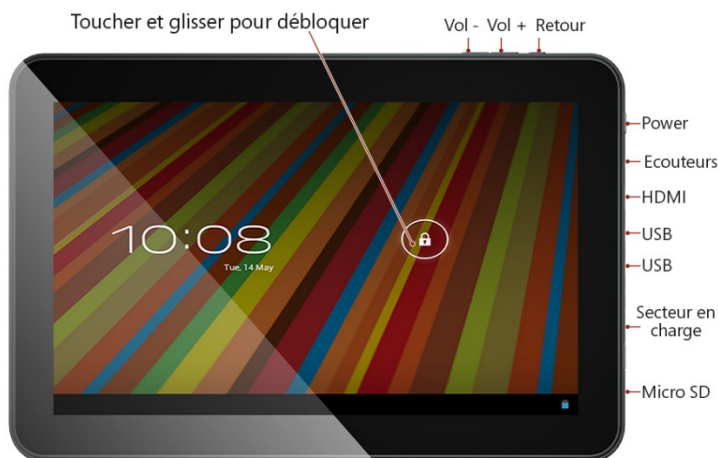 Toucher et glisser pour débloquer
Vol - Vol + Retour
Power
Ecouteurs
HDMI
USB
USB
Secteur en
charge
Micro SD
10:08
Tue, 14 May